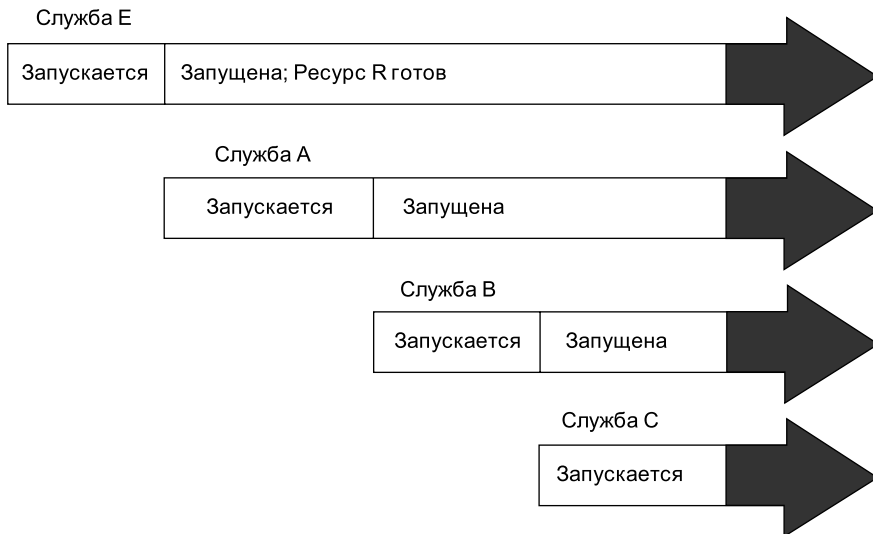 Служба E
Запускается
Запущена; Ресурс R готов
Служба A
Запускается
Запущена
Служба B
Запускается
Запущена
Служба C
Запускается